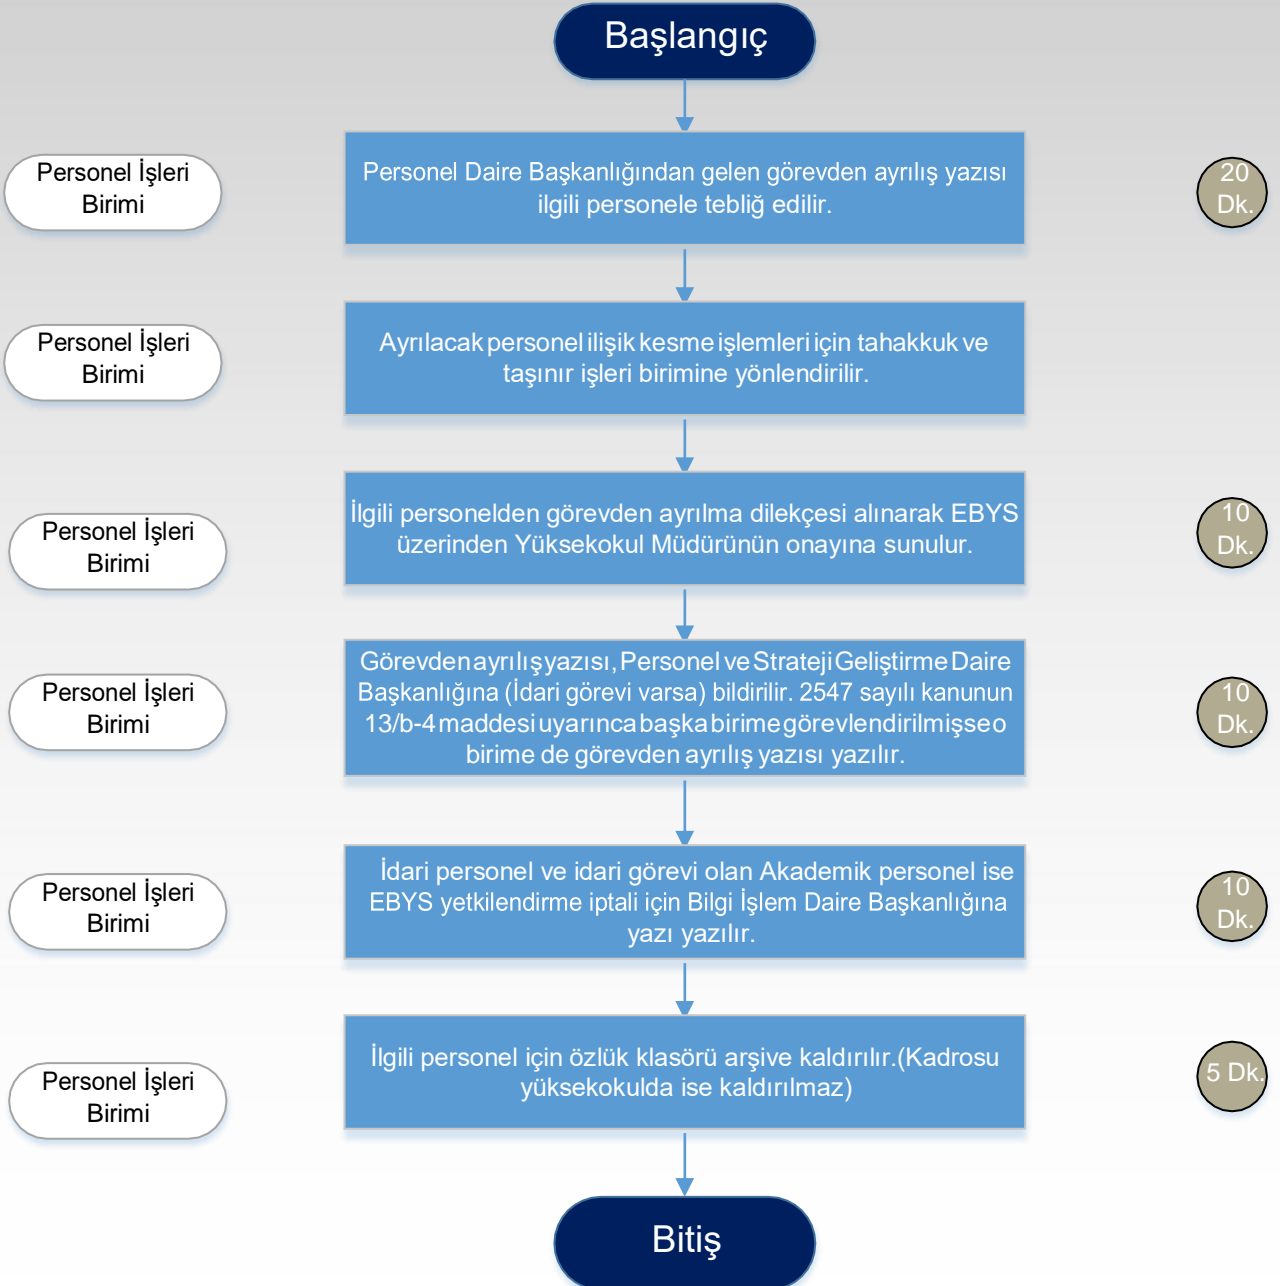 Başlangıç
Personel İşleri
Birimi
Personel Daire Başkanlığından gelen görevden ayrılış yazısı
ilgili personele tebliğ edilir.
20
Dk.
Personel İşleri
Birimi
Ayrılacak personel ilişik kesme işlemleri için tahakkuk ve
taşınır işleri birimine yönlendirilir.
Personel İşleri
Birimi
İlgili personelden görevden ayrılma dilekçesi alınarak EBYS
üzerinden Yüksekokul Müdürünün onayına sunulur.
10
Dk.
Personel İşleri
Birimi
Görevden ayrılış yazısı, Personel ve Strateji Geliştirme Daire
Başkanlığına (İdari görevi varsa) bildirilir. 2547 sayılı kanunun
13/b-4 maddesi uyarınca başka birime görevlendirilmişse o
birime de görevden ayrılış yazısı yazılır.
10
Dk.
Personel İşleri
Birimi
İdari personel ve idari görevi olan Akademik personel ise
EBYS yetkilendirme iptali için Bilgi İşlem Daire Başkanlığına
yazı yazılır.
10
Dk.
Personel İşleri
Birimi
İlgili personel için özlük klasörü arşive kaldırılır.(Kadrosu
yüksekokulda ise kaldırılmaz)
5 Dk.
Bitiş